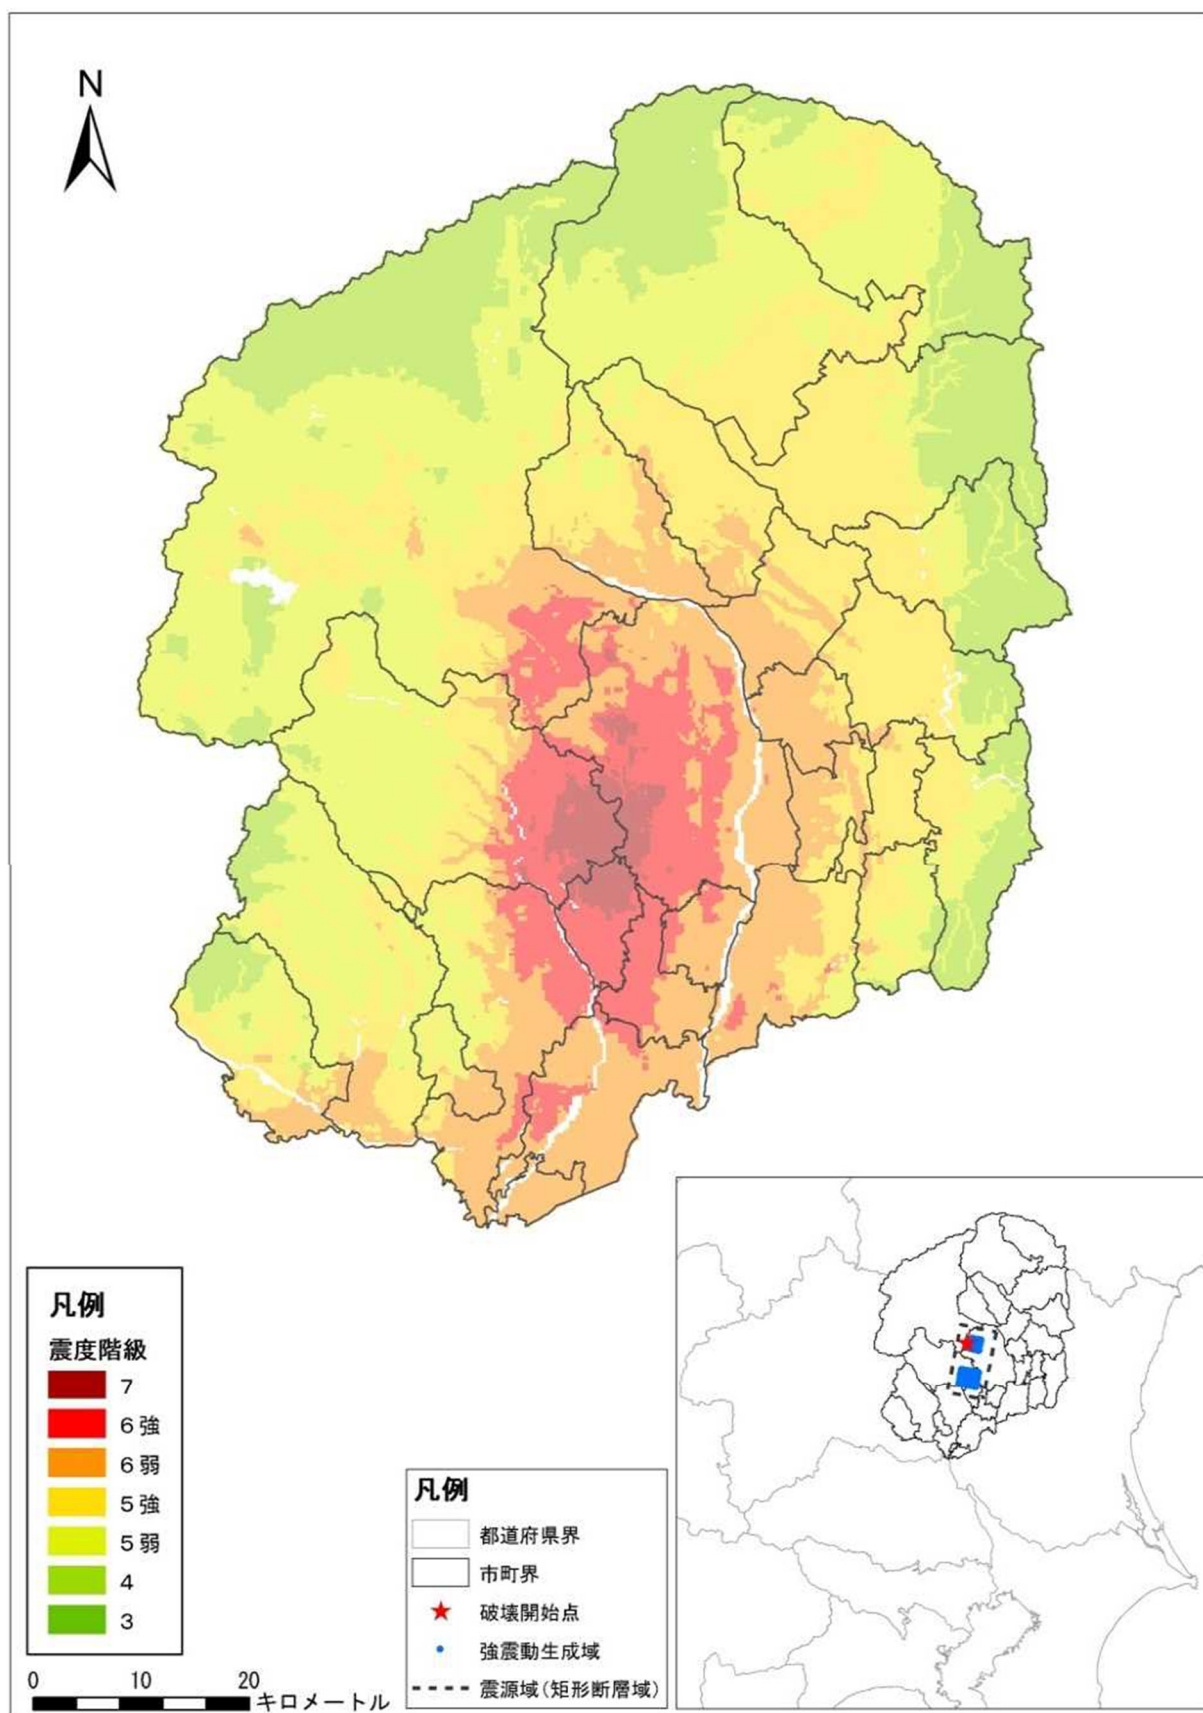 N
凡例
震度階級
7
6強
6弱
5強
5弱
4
3
0 10 20
キロメートル
凡例
都道府県界
市町界
破壊開始点
強震動生成域
震源域(矩形断層域)